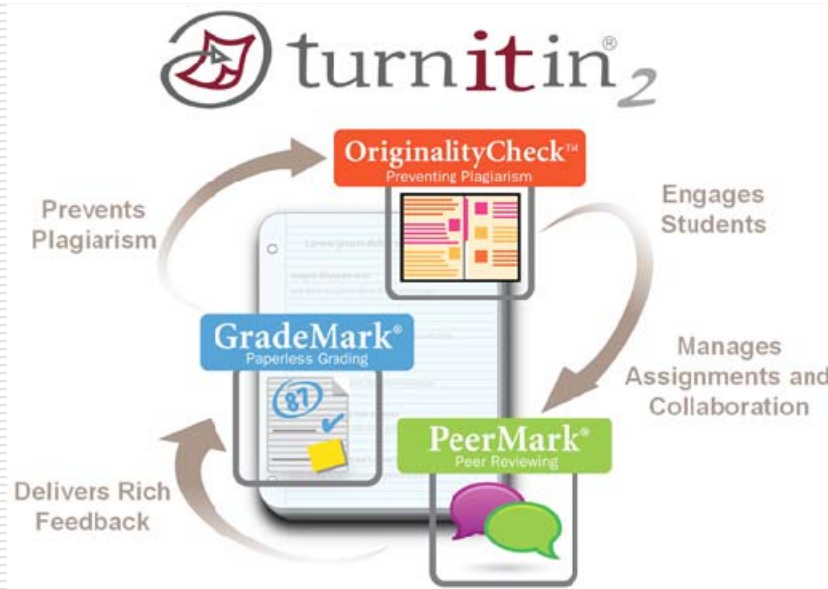 turnitin® 2
OriginalityCheck™
Preventing Plagiarism
Prevents
Plagiarism
Engages
Students
GradeMark®
Paperless Grading
87
Manages
Assignments and
Collaboration
PeerMark®
Peer Reviewing
Delivers Rich
Feedback